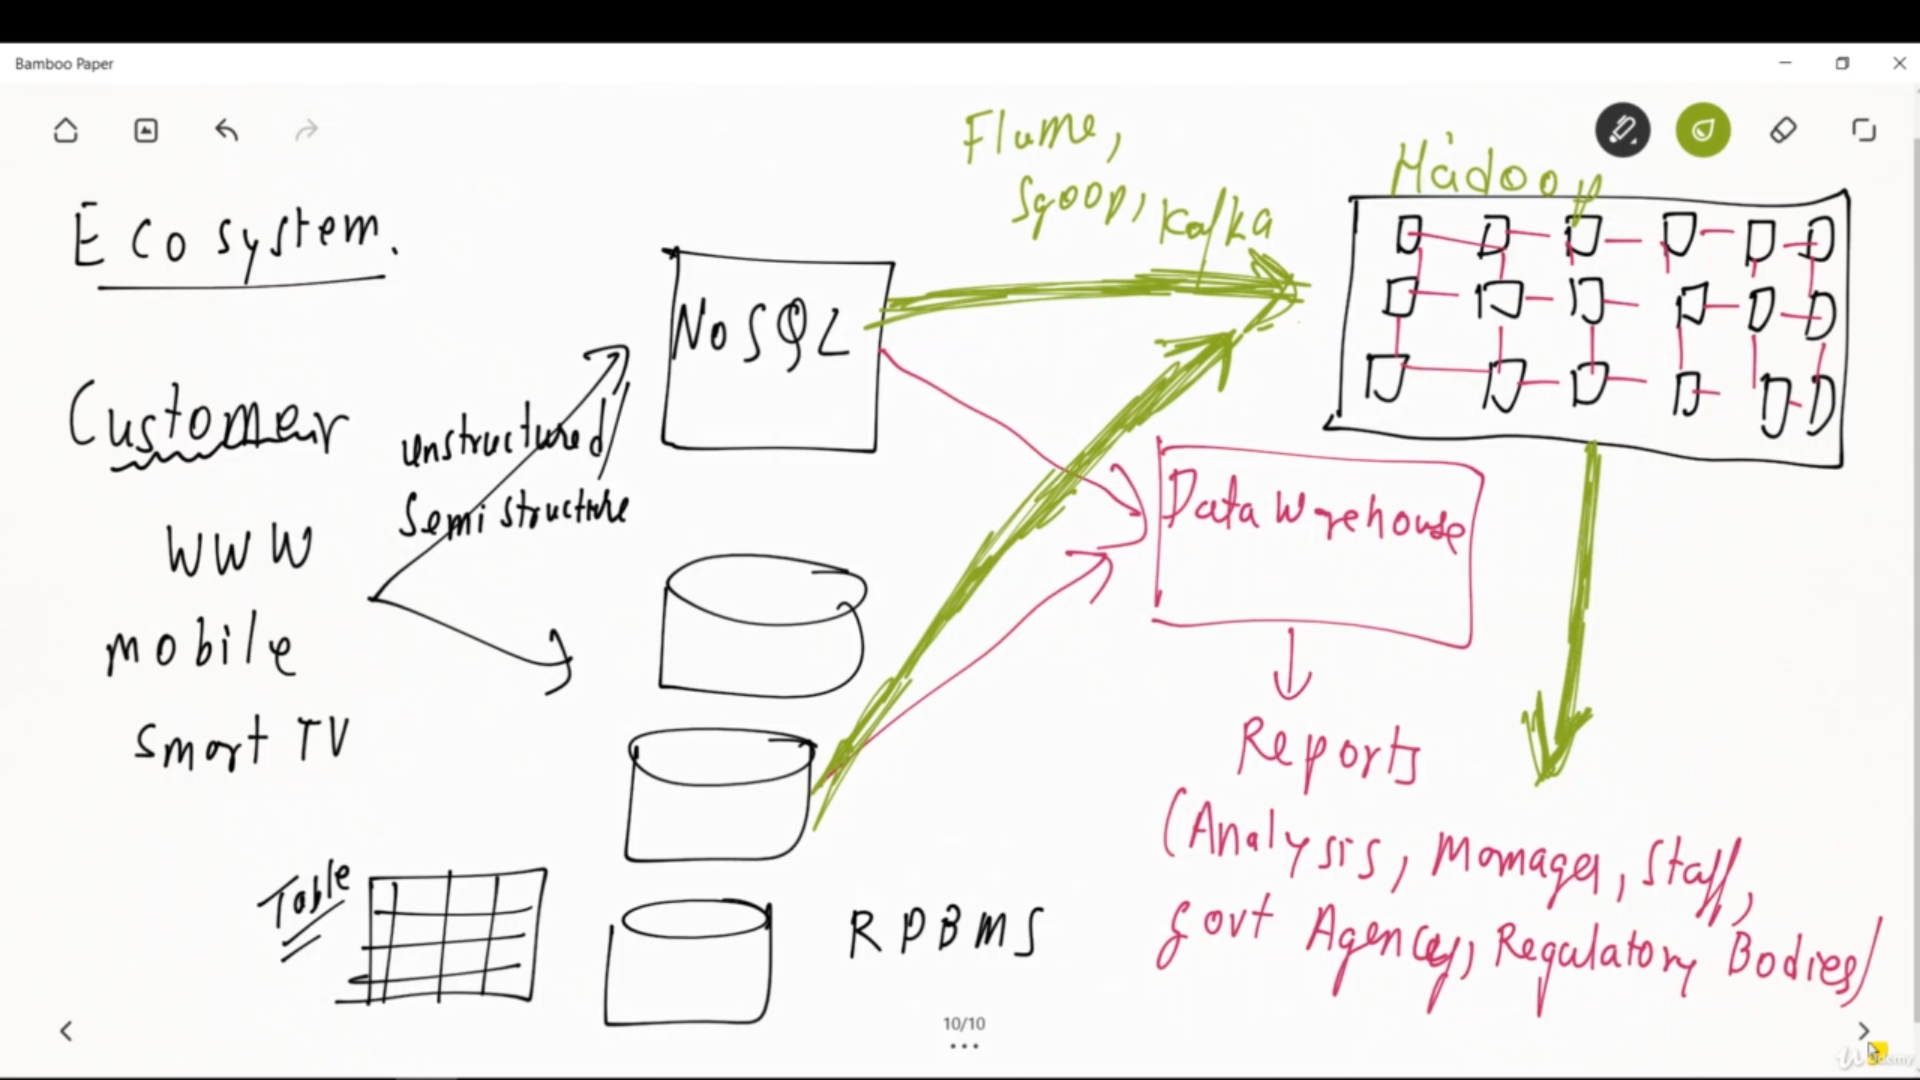 Bamboo Paper
Flume,
Sqoop, Kafka
Hadoop
Eco system.
NoSQL
Customer
unstructured
Semi structure
Data Warehouse
WWW
mobile
Smart TV
Reports
(Analysis, Manager, Staff,
Govt Agency, Regulatory Bodies)
Table
RDBMS
10/10
Udemy